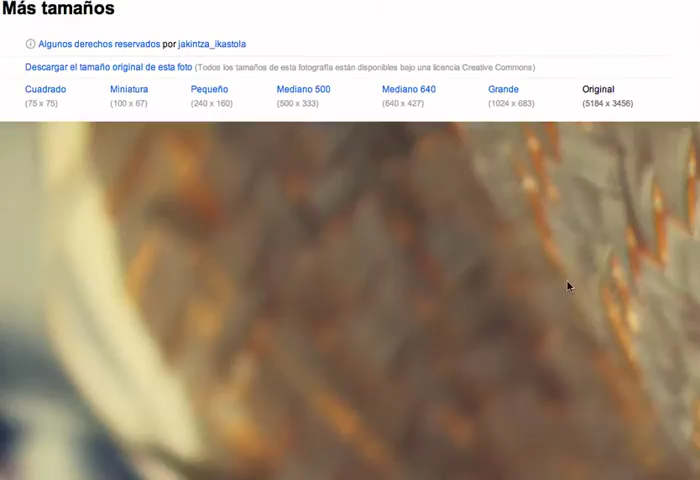 Más tamaños
Algunos derechos reservados por jakintza_ikastola
Descargar el tamaño original de esta foto (Todos los tamaños de esta fotografía están disponibles bajo una licencia Creative Commons)
Cuadrado Miniatura Pequeño Mediano 500 Mediano 640 Grande Original
(75 x 75) (100 x 67) (240 x 160) (500 x 333) (640 x 427) (1024 x 683) (5184 x 3456)